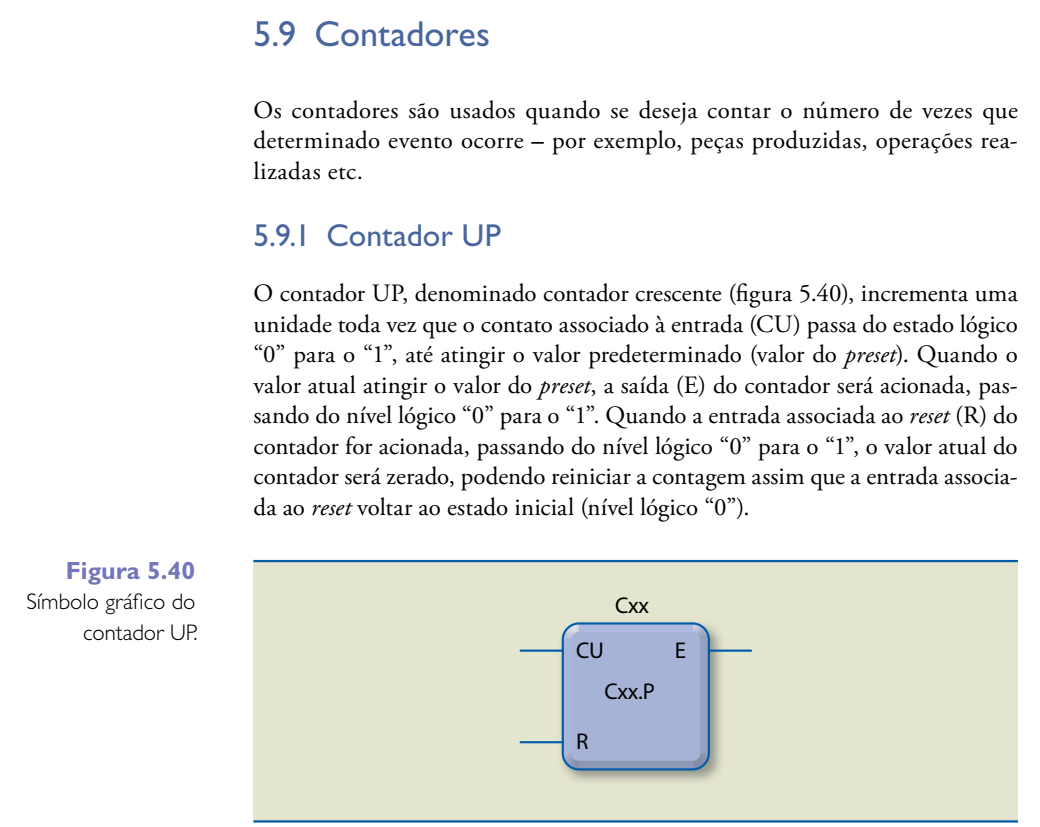 5.9 Contadores
Os contadores são usados quando se deseja contar o número de vezes que
determinado evento ocorre – por exemplo, peças produzidas, operações rea-
lizadas etc.
5.9.1 Contador UP
O contador UP, denominado contador crescente (figura 5.40), incrementa uma
unidade toda vez que o contato associado à entrada (CU) passa do estado lógico
“0” para o “1”, até atingir o valor predeterminado (valor do preset). Quando o
valor atual atingir o valor do preset, a saída (E) do contador será acionada, pas-
sando do nível lógico “0” para o “1”. Quando a entrada associada ao reset (R) do
contador for acionada, passando do nível lógico “0” para o “1”, o valor atual do
contador será zerado, podendo reiniciar a contagem assim que a entrada associa-
da ao reset voltar ao estado inicial (nível lógico “0”).
Figura 5.40
Símbolo gráfico do
contador UP.
Cxx
CU E
Cxx.P
R